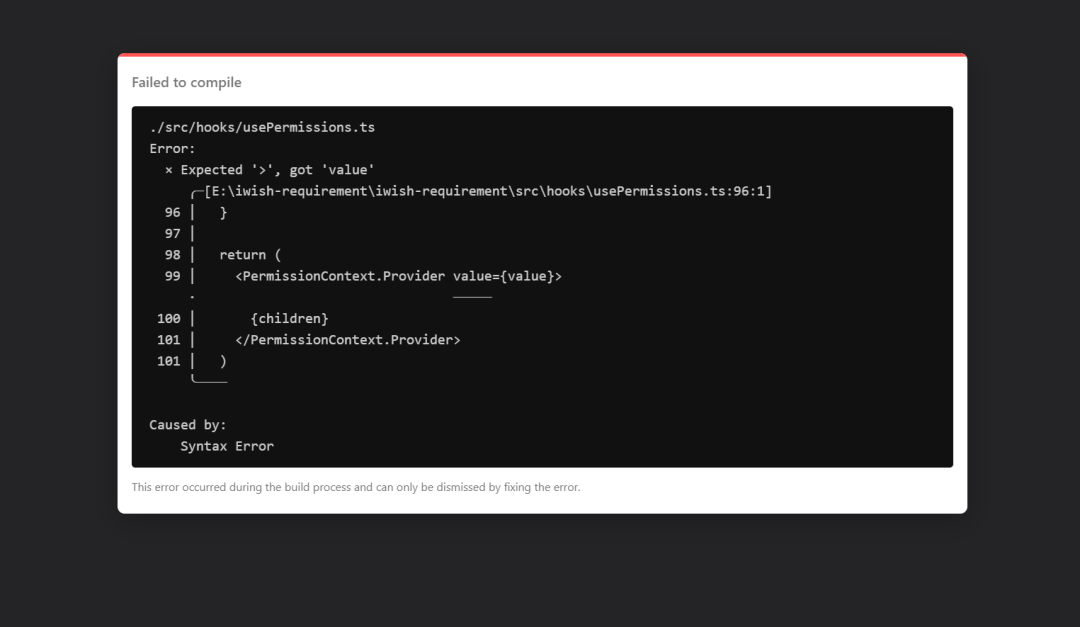 Failed to compile
./src/hooks/usePermissions.ts
Error:
× Expected '>', got 'value'
╭─[E:\iwish-requirement\iwish-requirement\src\hooks\usePermissions.ts:96:1]
96 │   }
97 │
98 │   return (
99 │     <PermissionContext.Provider value={value}>
·                                 ─────
100 │       {children}
101 │     </PermissionContext.Provider>
101 │   )
╰────
Caused by:
Syntax Error
This error occurred during the build process and can only be dismissed by fixing the error.